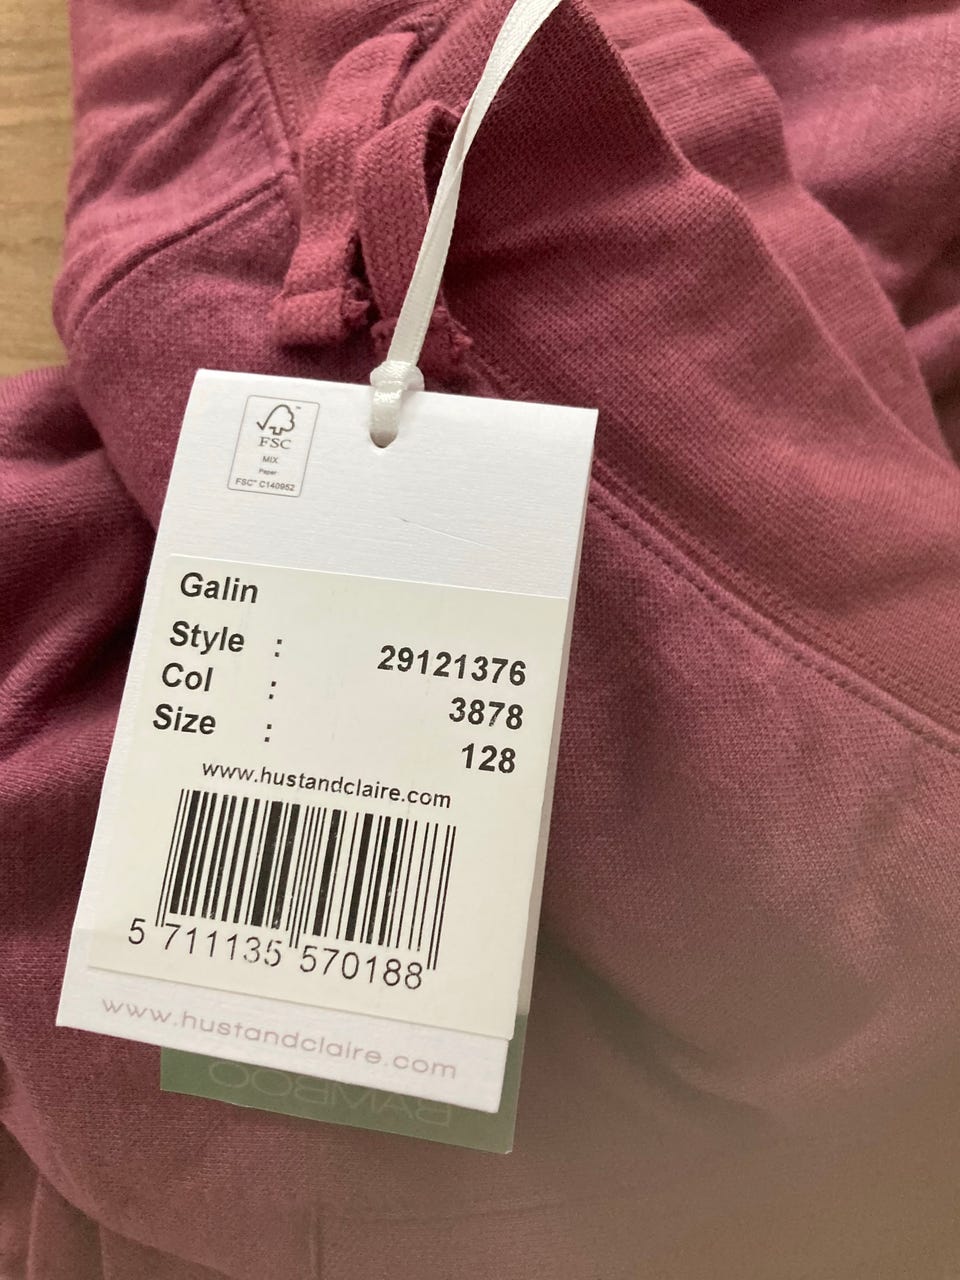 FSC
MIX
Paper
FSC™ C140952
Galin
Style : 29121376
Col : 3878
Size : 128
www.hustandclaire.com
5 711135 570188
www.hustandclaire.com
BAMBOO